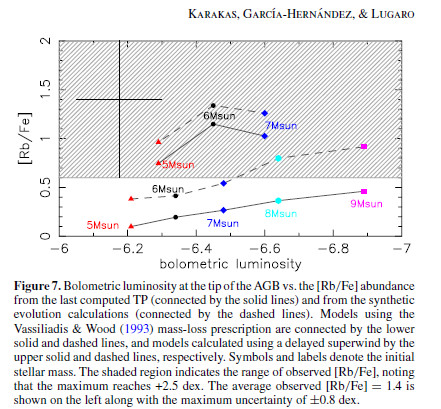 KARAKAS, GARCÍA-HERNÁNDEZ, & LUGARO
2
1.5
1
0.5
0
[Rb/Fe]
6Msun
7Msun
5Msun
6Msun
5Msun
7Msun
8Msun
9Msun
−6 −6.2 −6.4 −6.6 −6.8 −7
bolometric luminosity
Figure 7. Bolometric luminosity at the tip of the AGB vs. the [Rb/Fe] abundance
from the last computed TP (connected by the solid lines) and from the synthetic
evolution calculations (connected by the dashed lines). Models using the
Vassiliadis & Wood (1993) mass-loss prescription are connected by the lower
solid and dashed lines, and models calculated using a delayed superwind by the
upper solid and dashed lines, respectively. Symbols and labels denote the initial
stellar mass. The shaded region indicates the range of observed [Rb/Fe], noting
that the maximum reaches +2.5 dex. The average observed [Rb/Fe] = 1.4 is
shown on the left along with the maximum uncertainty of ±0.8 dex.